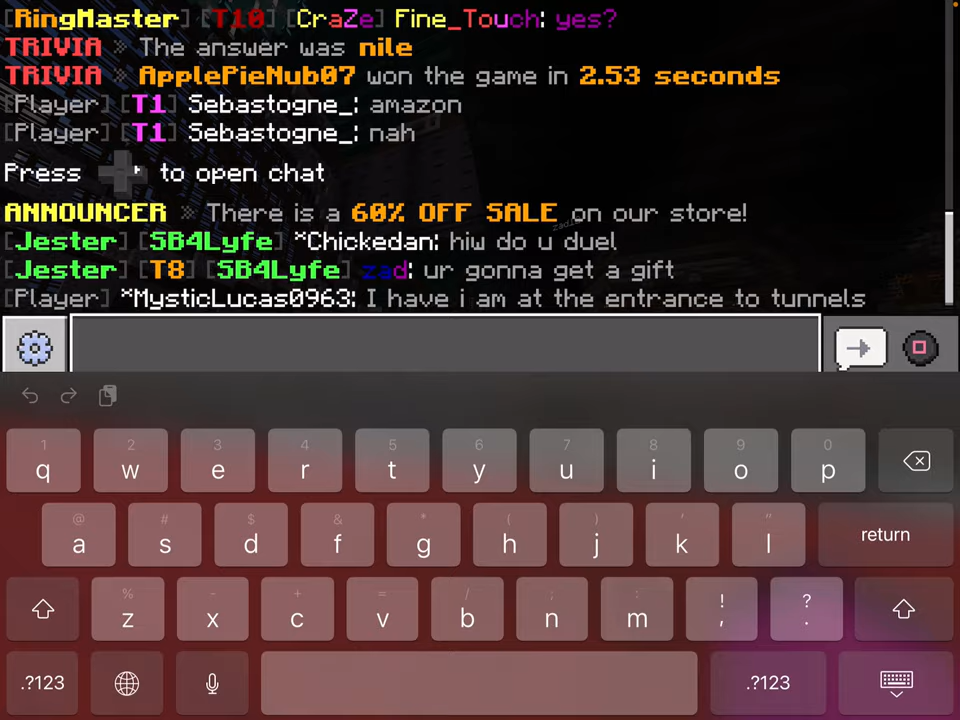 [RingMaster] [T10] [CraZe] Fine_Touch: yes?
TRIVIA » The answer was nile
TRIVIA » ApplePieNub07 won the game in 2.53 seconds
[Player] [T1] Sebastogne_: amazon
[Player] [T1] Sebastogne_: nah
Press to open chat
ANNOUNCER » There is a 60% OFF SALE on our store!
[Jester] [SB4Lyfe] *Chickedan: hiw do u duel
[Jester] [T8] [SB4Lyfe] zad: ur gonna get a gift
[Player] *MysticLucas0963: I have i am at the entrance to tunnels
1 2 3 4 5 6 7 8 9 0
q w e r t y u i o p
@ # $ & * ( ) ' "
a s d f g h j k l return
% - + = / ; : ! ?
z x c v b n m , .
.?123 .?123